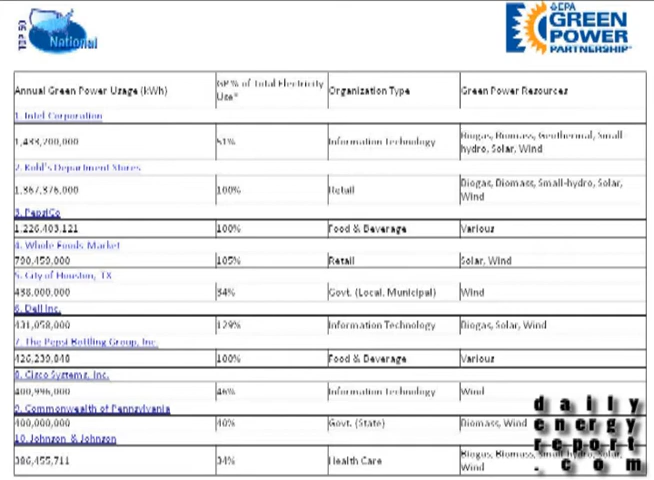 TOP 50
National
EPA
GREEN
POWER
PARTNERSHIP
Annual Green Power Usage (kWh) GP % of Total Electricity Use* Organization Type Green Power Resources
1. Intel Corporation
1,433,200,000 51% Information Technology Biogas, Biomass, Geothermal, Small-hydro, Solar, Wind
2. Kohl's Department Stores
1,367,376,000 100% Retail Biogas, Biomass, Small-hydro, Solar, Wind
3. PepsiCo
1,226,403,121 100% Food & Beverage Various
4. Whole Foods Market
790,459,000 105% Retail Solar, Wind
5. City of Houston, TX
438,000,000 34% Govt. (Local, Municipal) Wind
6. Dell Inc.
431,058,000 129% Information Technology Biogas, Solar, Wind
7. The Pepsi Bottling Group, Inc.
426,239,840 100% Food & Beverage Various
8. Cisco Systems, Inc.
400,996,000 46% Information Technology Wind
9. Commonwealth of Pennsylvania
400,000,000 40% Govt. (State) Biomass, Wind
10. Johnson & Johnson
386,455,711 34% Health Care Biogas, Biomass, Small-hydro, Solar, Wind
daily
energy
report
.com